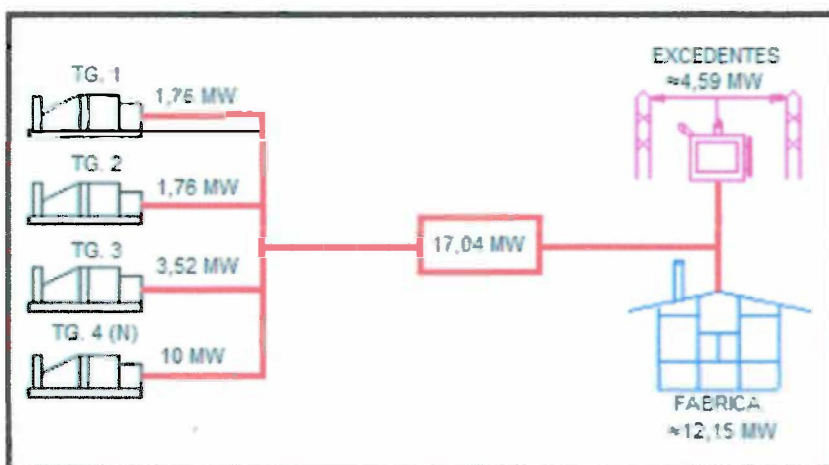 TG. 1
1,76 MW
TG. 2
1,76 MW
TG. 3
3,52 MW
TG. 4 (N)
10 MW
17,04 MW
EXCEDENTES
≈4,59 MW
FABRICA
≈12,15 MW